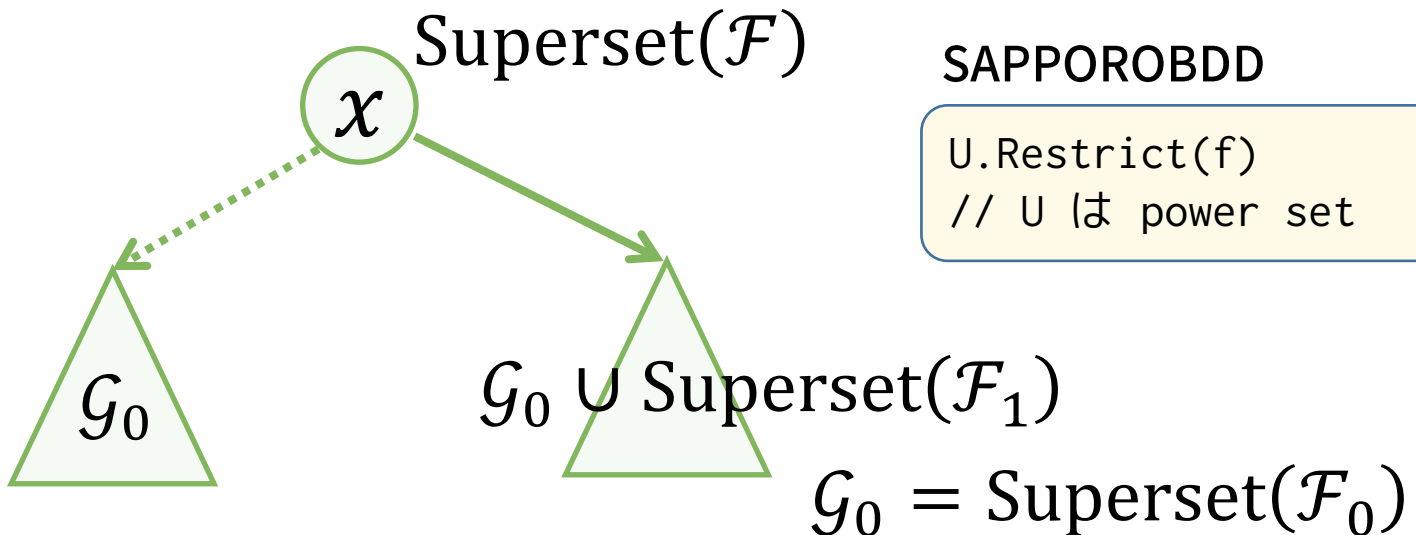 Superset(ℱ)
x
SAPPOROBDD
U.Restrict(f)
// U は power set
𝒢₀
𝒢₀ ∪ Superset(ℱ₁)
𝒢₀ = Superset(ℱ₀)